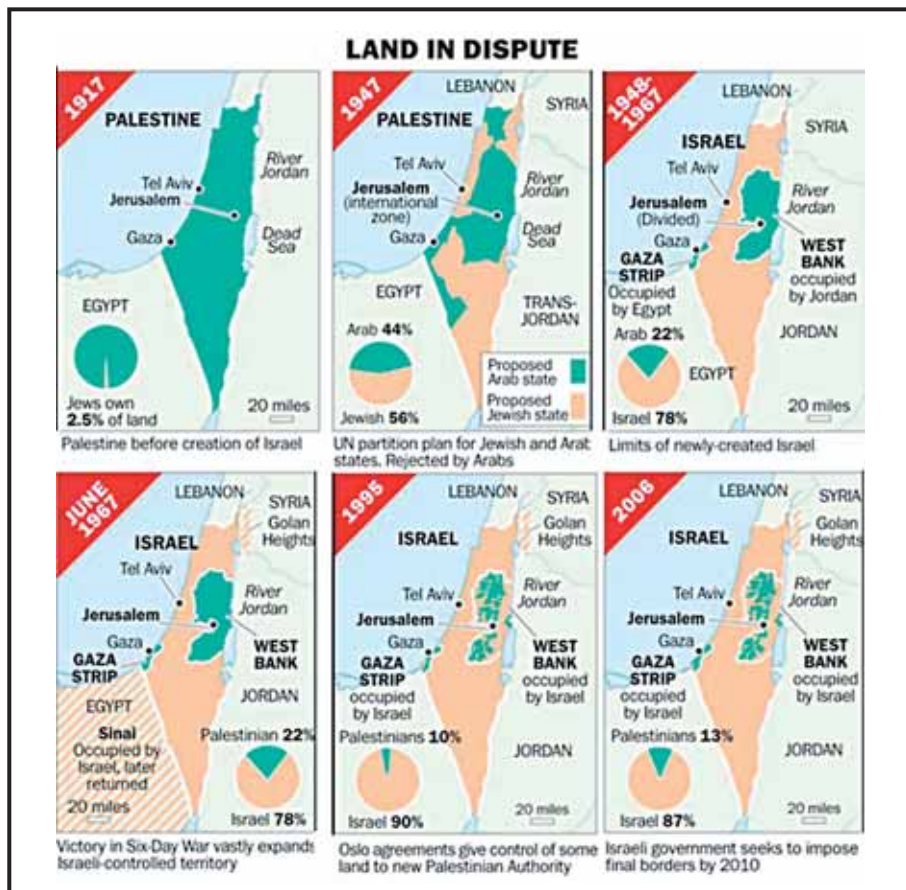 LAND IN DISPUTE
1917
PALESTINE
River
Jordan
Tel Aviv
Jerusalem
Dead
Sea
Gaza
EGYPT
Jews own
2.5% of land
20 miles
Palestine before creation of Israel
1947
LEBANON
SYRIA
PALESTINE
Tel Aviv
River
Jordan
Jerusalem
(international
zone)
Dead
Sea
Gaza
EGYPT
TRANS-
JORDAN
Arab 44%
Jewish 56%
Proposed
Arab state
Proposed
Jewish state
20 miles
UN partition plan for Jewish and Arab
states. Rejected by Arabs
1948-
1967
LEBANON
SYRIA
ISRAEL
Tel Aviv
Jerusalem
(Divided)
River
Jordan
Gaza
GAZA
STRIP
Occupied
by Egypt
WEST
BANK
occupied
by Jordan
Arab 22%
JORDAN
EGYPT
Israel 78%
20 miles
Limits of newly-created Israel
JUNE
1967
LEBANON
SYRIA
Golan
Heights
ISRAEL
Tel Aviv
River
Jordan
Jerusalem
Gaza
GAZA
STRIP
WEST
BANK
EGYPT
JORDAN
Sinai
Occupied by
Israel, later
returned
Palestinian 22%
20 miles
Israel 78%
Victory in Six-Day War vastly expands
Israeli-controlled territory
1995
LEBANON
SYRIA
Golan
Heights
ISRAEL
Tel Aviv
River
Jordan
Jerusalem
Gaza
GAZA
STRIP
occupied
by Israel
WEST
BANK
occupied
by Israel
Palestinians 10%
JORDAN
20 miles
Israel 90%
Oslo agreements give control of some
land to new Palestinian Authority
2006
LEBANON
SYRIA
Golan
Heights
ISRAEL
Tel Aviv
River
Jordan
Jerusalem
Gaza
GAZA
STRIP
occupied
by Israel
WEST
BANK
occupied
by Israel
Palestinians 13%
JORDAN
20 miles
Israel 87%
Israeli government seeks to impose
final borders by 2010